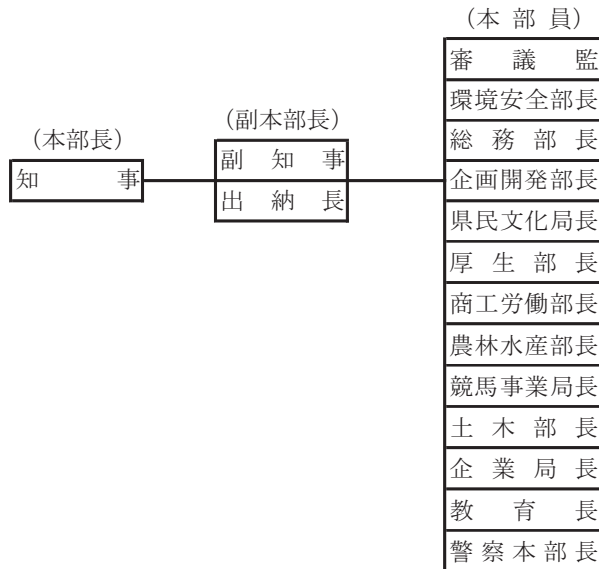 (本部長)
知事
(副本部長)
副知事
出納長
(本部員)
審議監
環境安全部長
総務部長
企画開発部長
県民文化局長
厚生部長
商工労働部長
農林水産部長
競馬事業局長
土木部長
企業局長
教育長
警察本部長